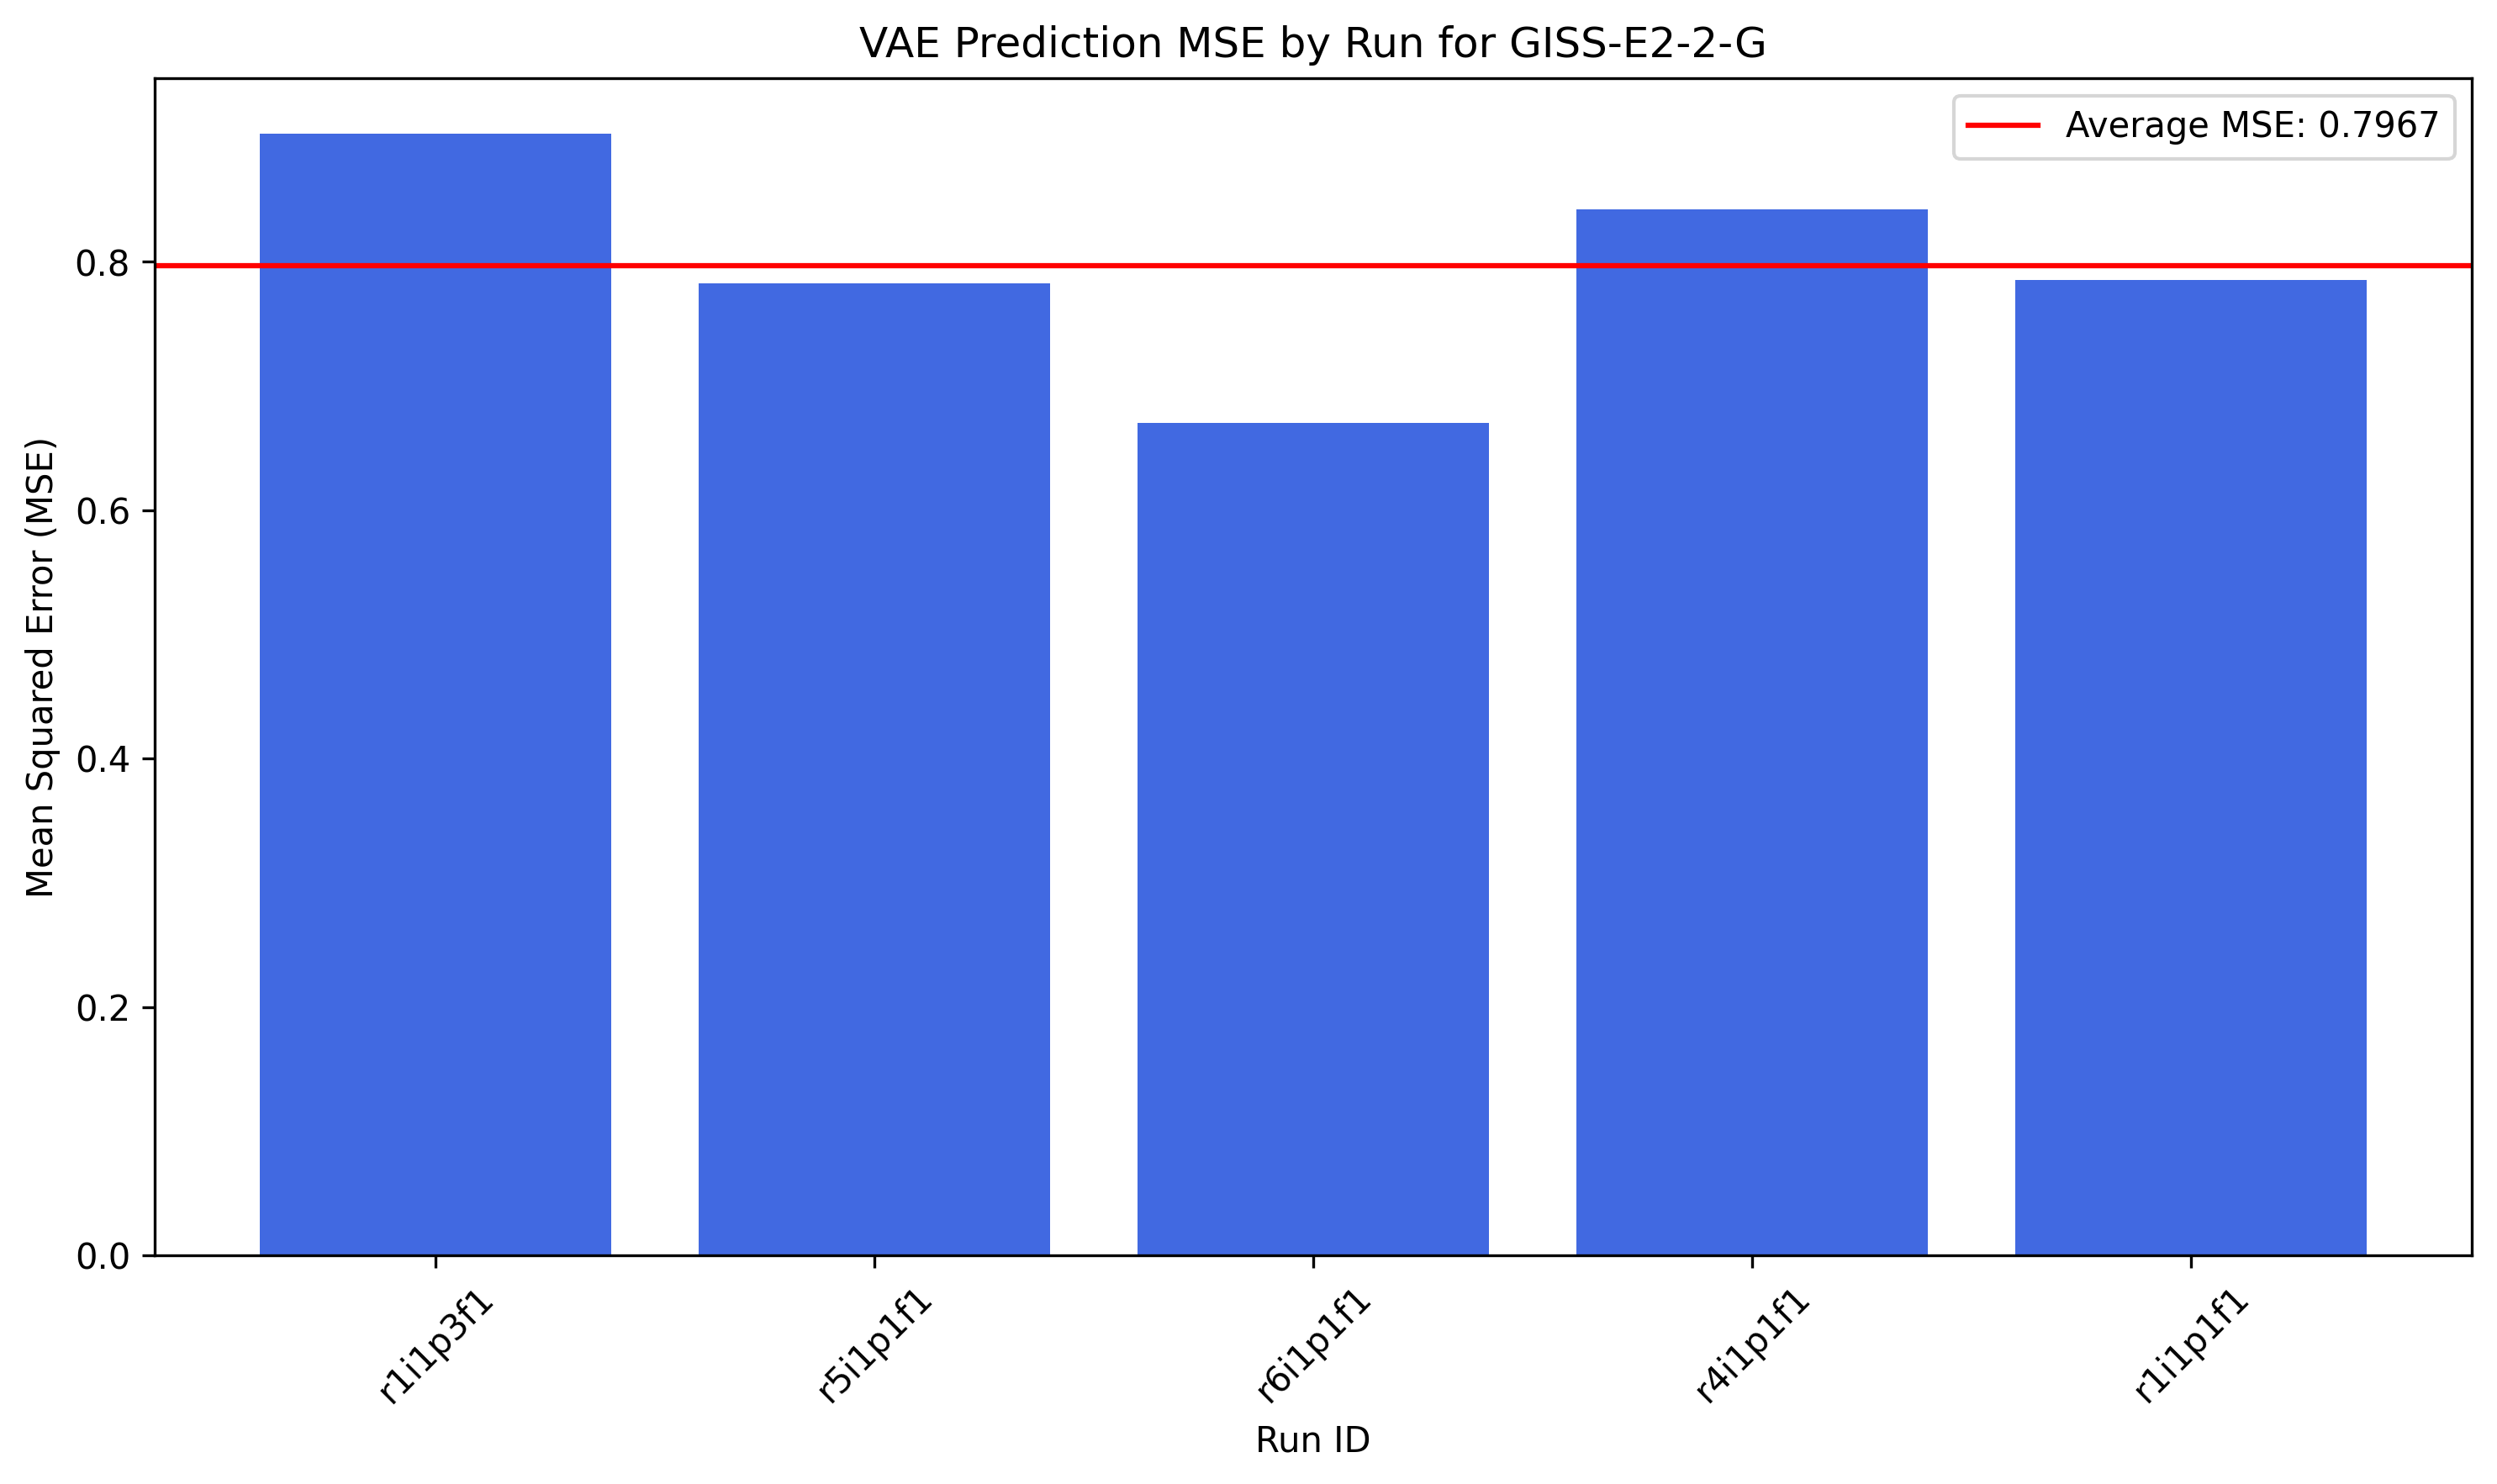 VAE Prediction MSE by Run for GISS-E2-2-G
Average MSE: 0.7967
Mean Squared Error (MSE)
0.8
0.6
0.4
0.2
0.0
r1i1p3f1
r5i1p1f1
r6i1p1f1
r4i1p1f1
r1i1p1f1
Run ID